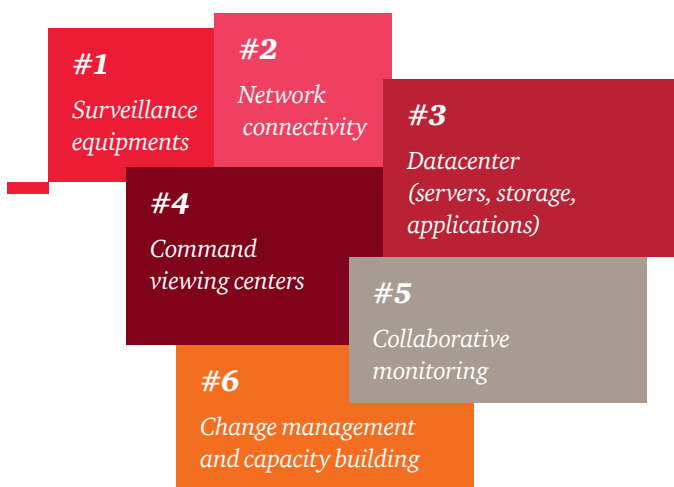 #1
Surveillance
equipments
#2
Network
connectivity
#3
Datacenter
(servers, storage,
applications)
#4
Command
viewing centers
#5
Collaborative
monitoring
#6
Change management
and capacity building